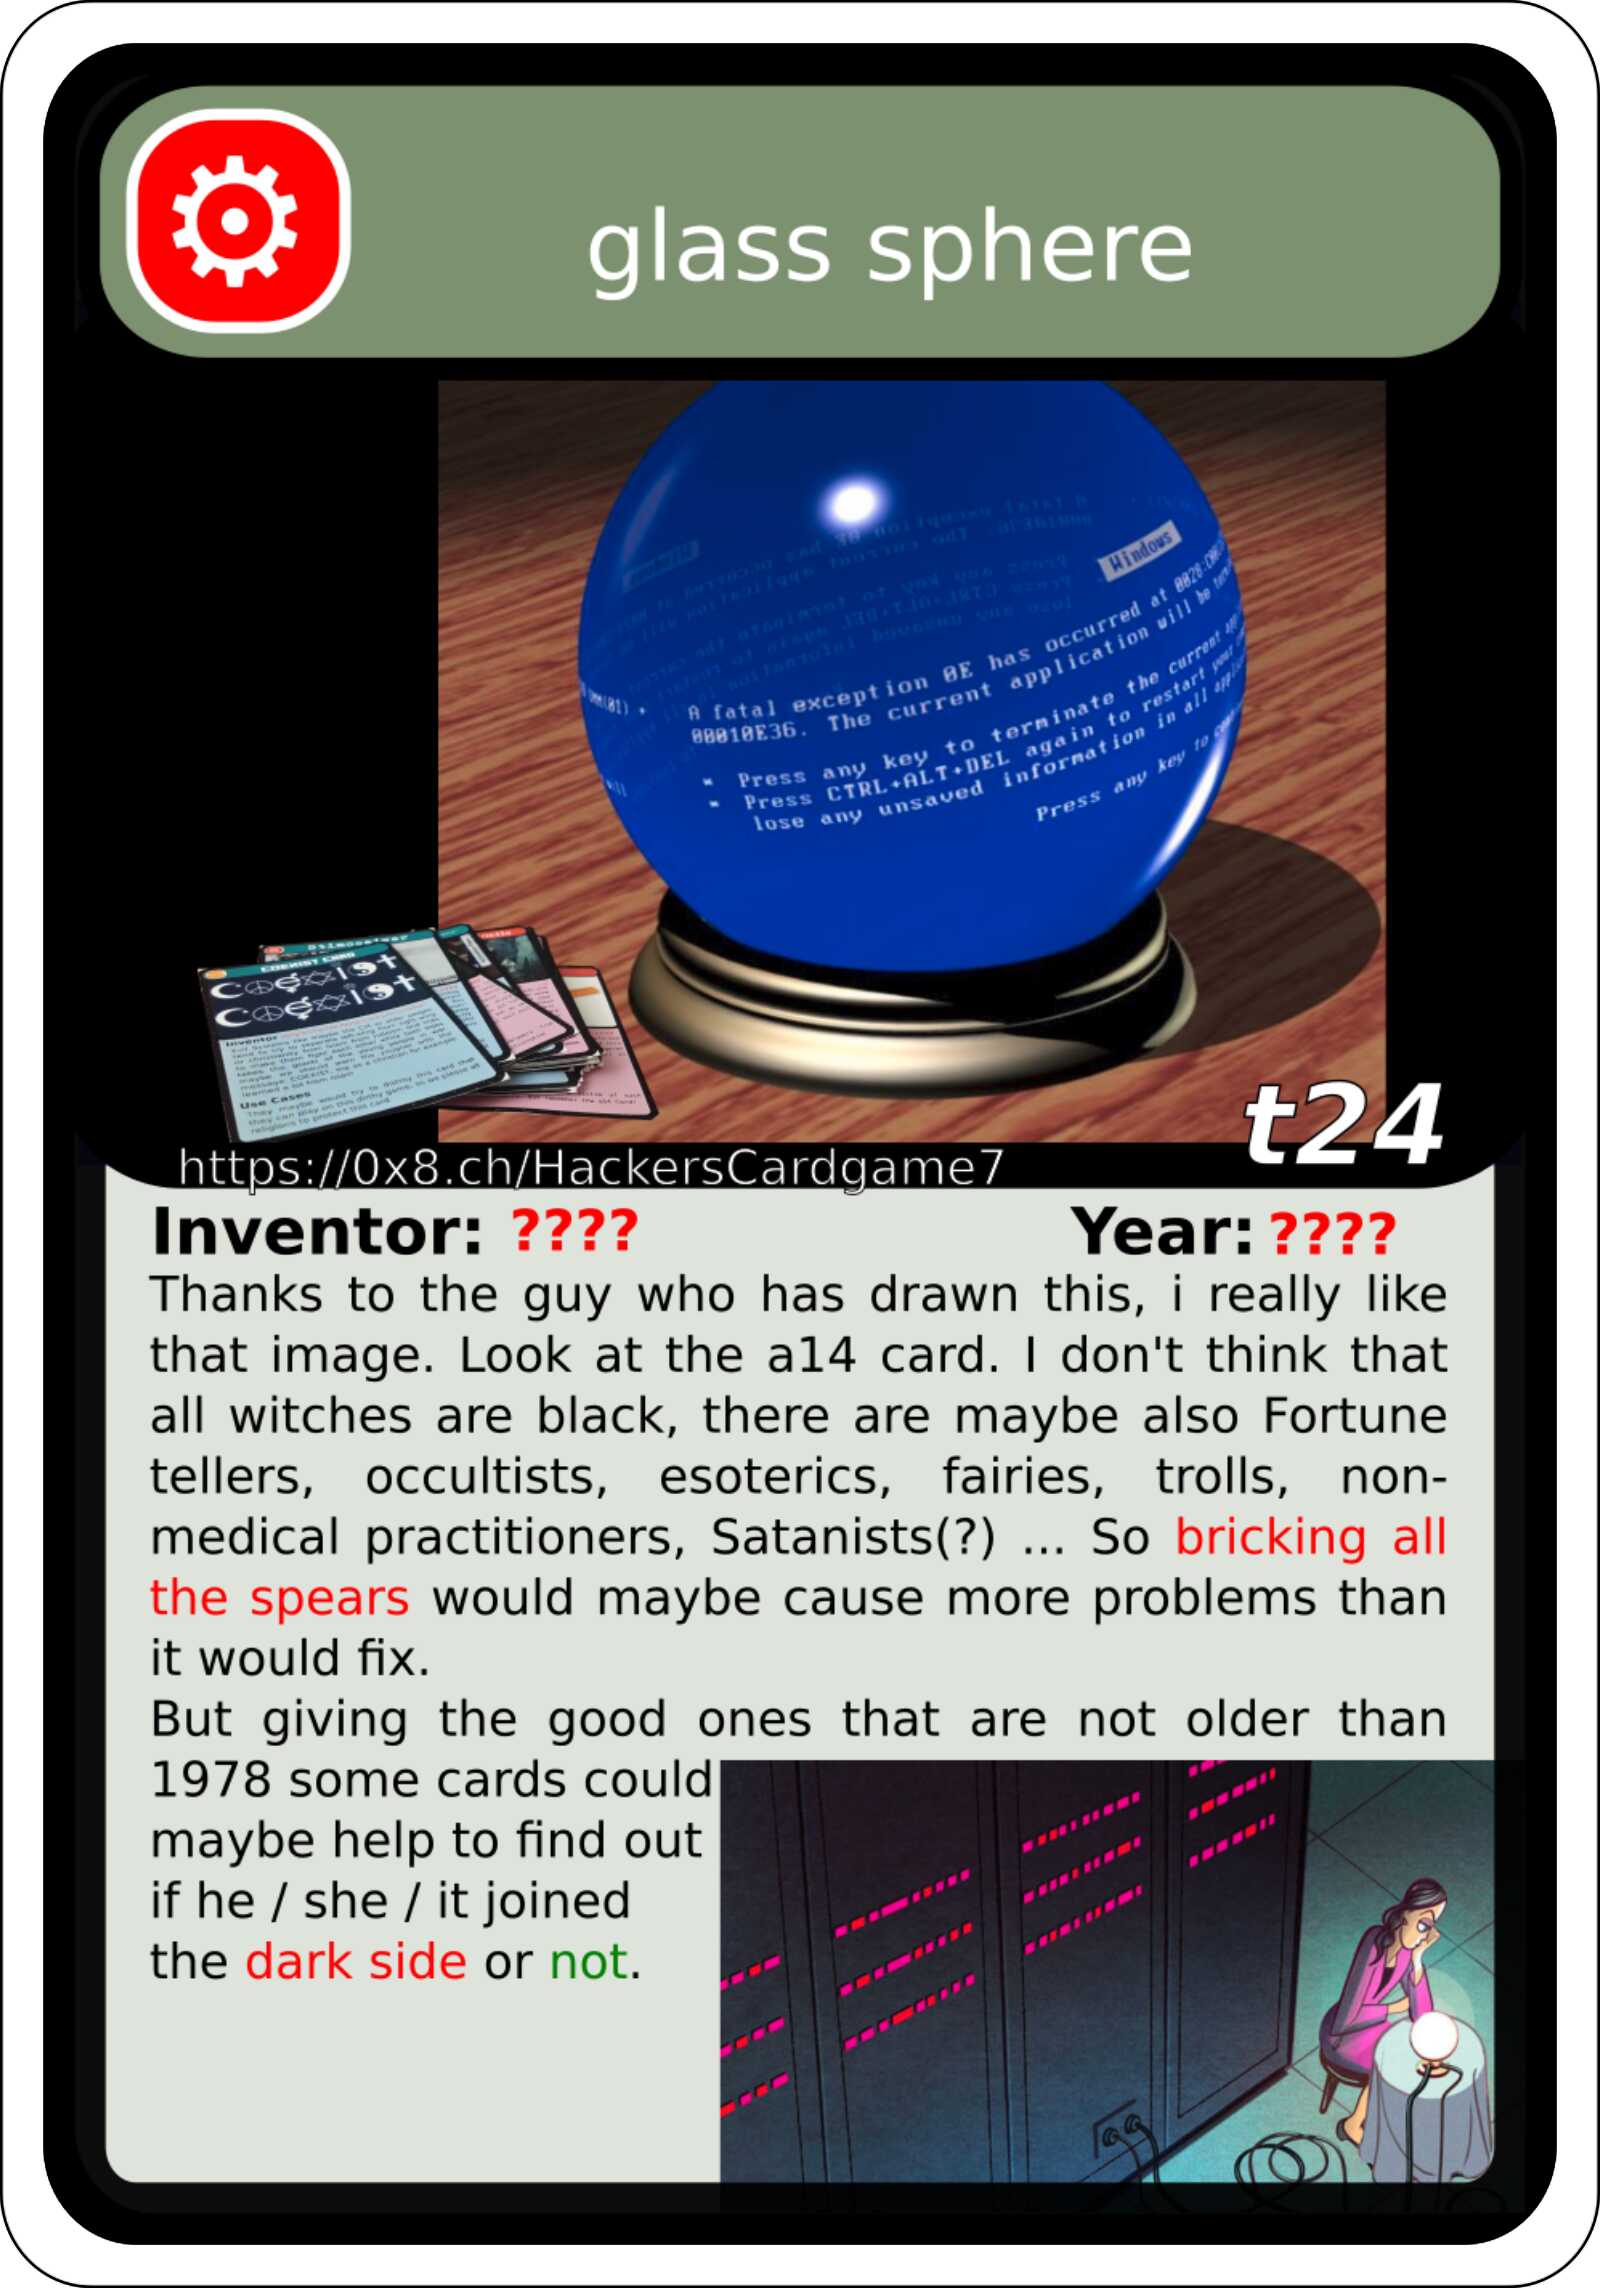 glass sphere
Windows
A fatal exception 0E has occurred at 0028:
00010E36. The current application will be
* Press any key to terminate the current
* Press CTRL+ALT+DEL again to restart your
lose any unsaved information in all
Press any key to
COEXIST CARD
Inventor
Use Cases
t24
https://0x8.ch/HackersCardgame7
Inventor: ???? Year: ????
Thanks to the guy who has drawn this, i really like
that image. Look at the a14 card. I don't think that
all witches are black, there are maybe also Fortune
tellers, occultists, esoterics, fairies, trolls, non-
medical practitioners, Satanists(?) ... So bricking all
the spears would maybe cause more problems than
it would fix.
But giving the good ones that are not older than
1978 some cards could
maybe help to find out
if he / she / it joined
the dark side or not.